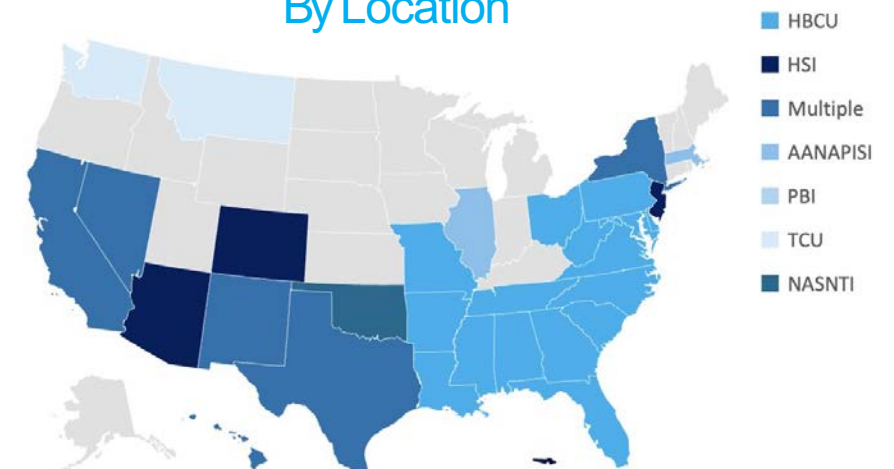 By Location
HBCU
HSI
Multiple
AANAPISI
PBI
TCU
NASNTI